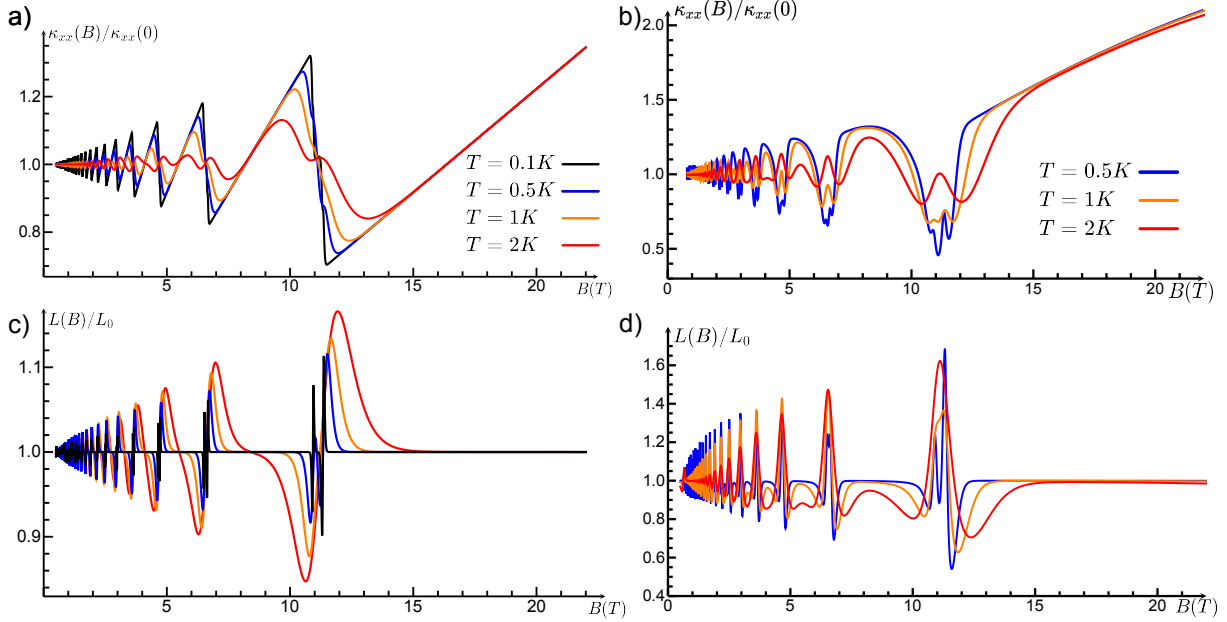 a)
κxx(B)/κxx(0)
1.2
1.0
0.8
5
10
15
20
B(T)
T = 0.1K
T = 0.5K
T = 1K
T = 2K
b)
κxx(B)/κxx(0)
2.0
1.5
1.0
0.5
0
5
10
15
20
B(T)
T = 0.5K
T = 1K
T = 2K
c)
L(B)/L0
1.1
1.0
0.9
5
10
15
20
B(T)
d)
L(B)/L0
1.6
1.4
1.2
1.0
0.8
0.6
0.4
0
5
10
15
20
B(T)